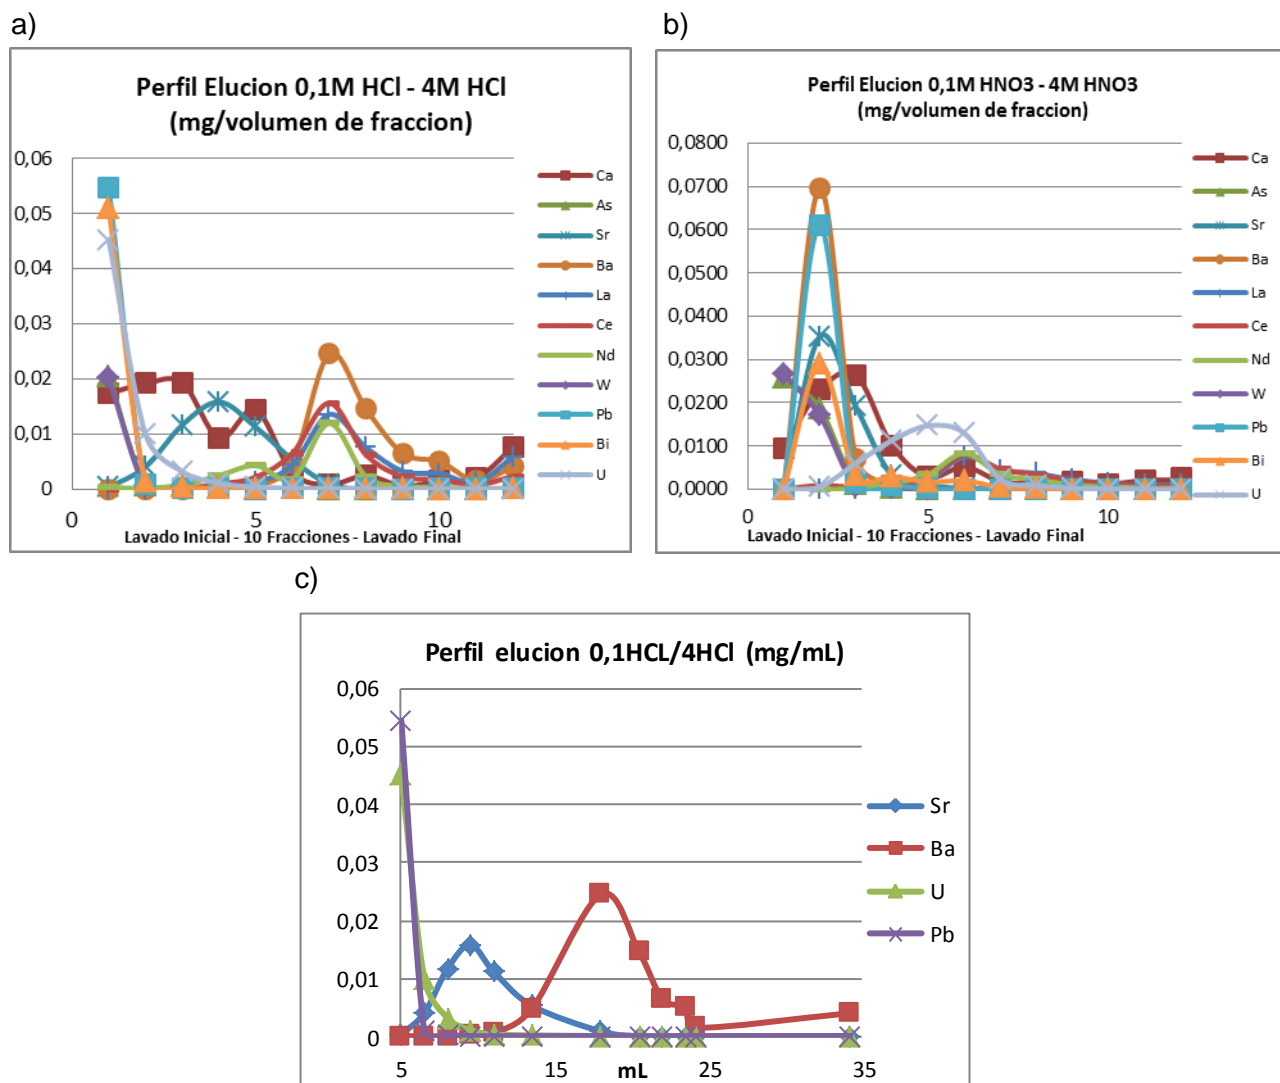 a)
Perfil Elucion 0,1M HCl - 4M HCl
(mg/volumen de fraccion)
0,06
0,05
0,04
0,03
0,02
0,01
0
0 5 10
Lavado Inicial - 10 Fracciones - Lavado Final
Ca
As
Sr
Ba
La
Ce
Nd
W
Pb
Bi
U
b)
Perfil Elucion 0,1M HNO3 - 4M HNO3
(mg/volumen de fraccion)
0,0800
0,0700
0,0600
0,0500
0,0400
0,0300
0,0200
0,0100
0,0000
0 5 10
Lavado Inicial - 10 Fracciones - Lavado Final
Ca
As
Sr
Ba
La
Ce
Nd
W
Pb
Bi
U
c)
Perfil elucion 0,1HCL/4HCl (mg/mL)
0,06
0,05
0,04
0,03
0,02
0,01
0
5 15 mL 25 35
Sr
Ba
U
Pb